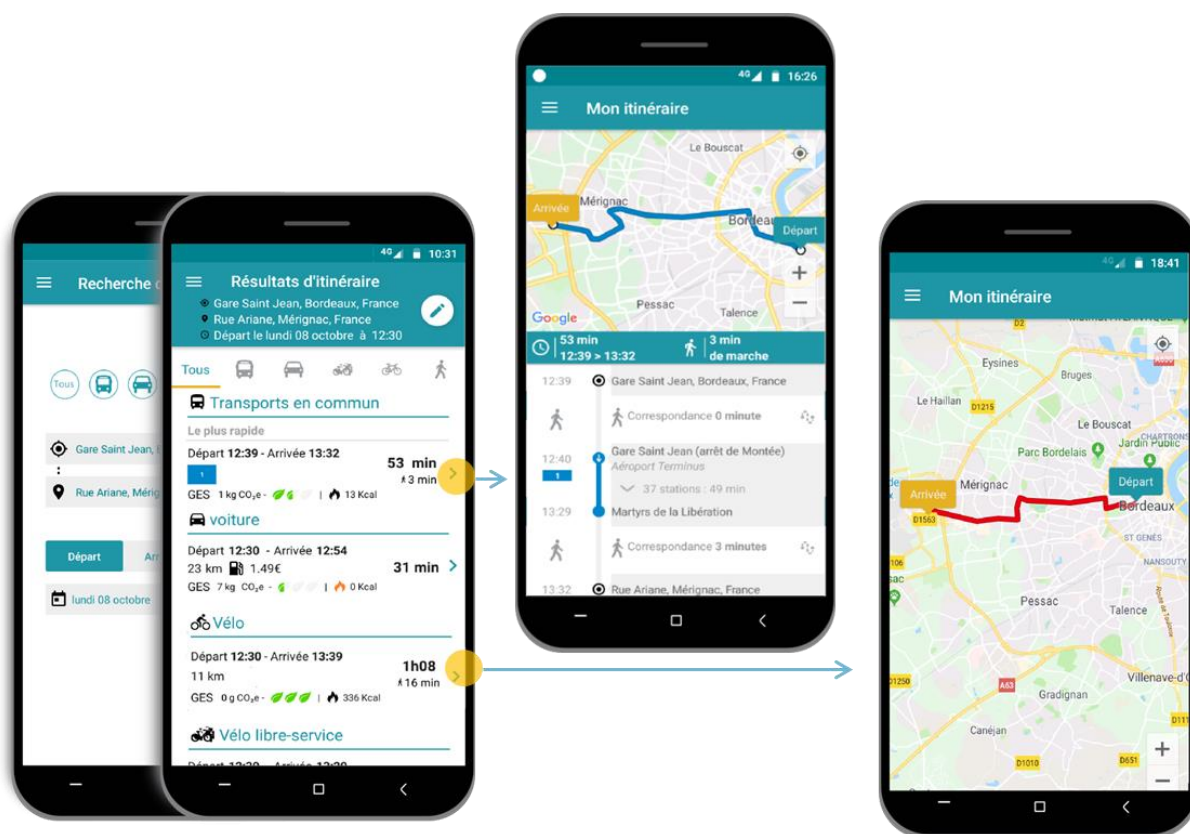 Recherche
Tous
Gare Saint Jean,
Rue Ariane, Mérig
Départ
Arr
lundi 08 octobre
4G 10:31
Résultats d'itinéraire
Gare Saint Jean, Bordeaux, France
Rue Ariane, Mérignac, France
Départ le lundi 08 octobre à 12:30
Tous
Transports en commun
Le plus rapide
Départ 12:39 - Arrivée 13:32
53 min
1
3 min
GES 1 kg CO₂e - | 13 Kcal
voiture
Départ 12:30 - Arrivée 12:54
23 km 1.49€
31 min
GES 7 kg CO₂e - | 0 Kcal
Vélo
Départ 12:30 - Arrivée 13:39
1h08
11 km
16 min
GES 0 g CO₂e - | 336 Kcal
Vélo libre-service
4G 16:26
Mon itinéraire
Le Bouscat
Mérignac
Arrivée
Bordeau
Départ
Pessac
Talence
+
−
Google
53 min
12:39 > 13:32
3 min
de marche
12:39 Gare Saint Jean, Bordeaux, France
Correspondance 0 minute
12:40 Gare Saint Jean (arrêt de Montée)
1 Aéroport Terminus
37 stations : 49 min
13:29 Martyrs de la Libération
Correspondance 3 minutes
13:32 Rue Ariane, Mérignac, France
4G 18:41
Mon itinéraire
D2
Eysines
Bruges
Le Haillan
D1215
Le Bouscat
CHARTRONS
Jardin Public
Parc Bordelais
Mérignac
Départ
Arrivée
Bordeaux
D1563
ST GENÈS
106
NANSOUTY
sac
Pessac
Talence
Route de Toulouse
D1250
A63
Villenave-d'O
Gradignan
D111
Canéjan
D1010
D651
+
−